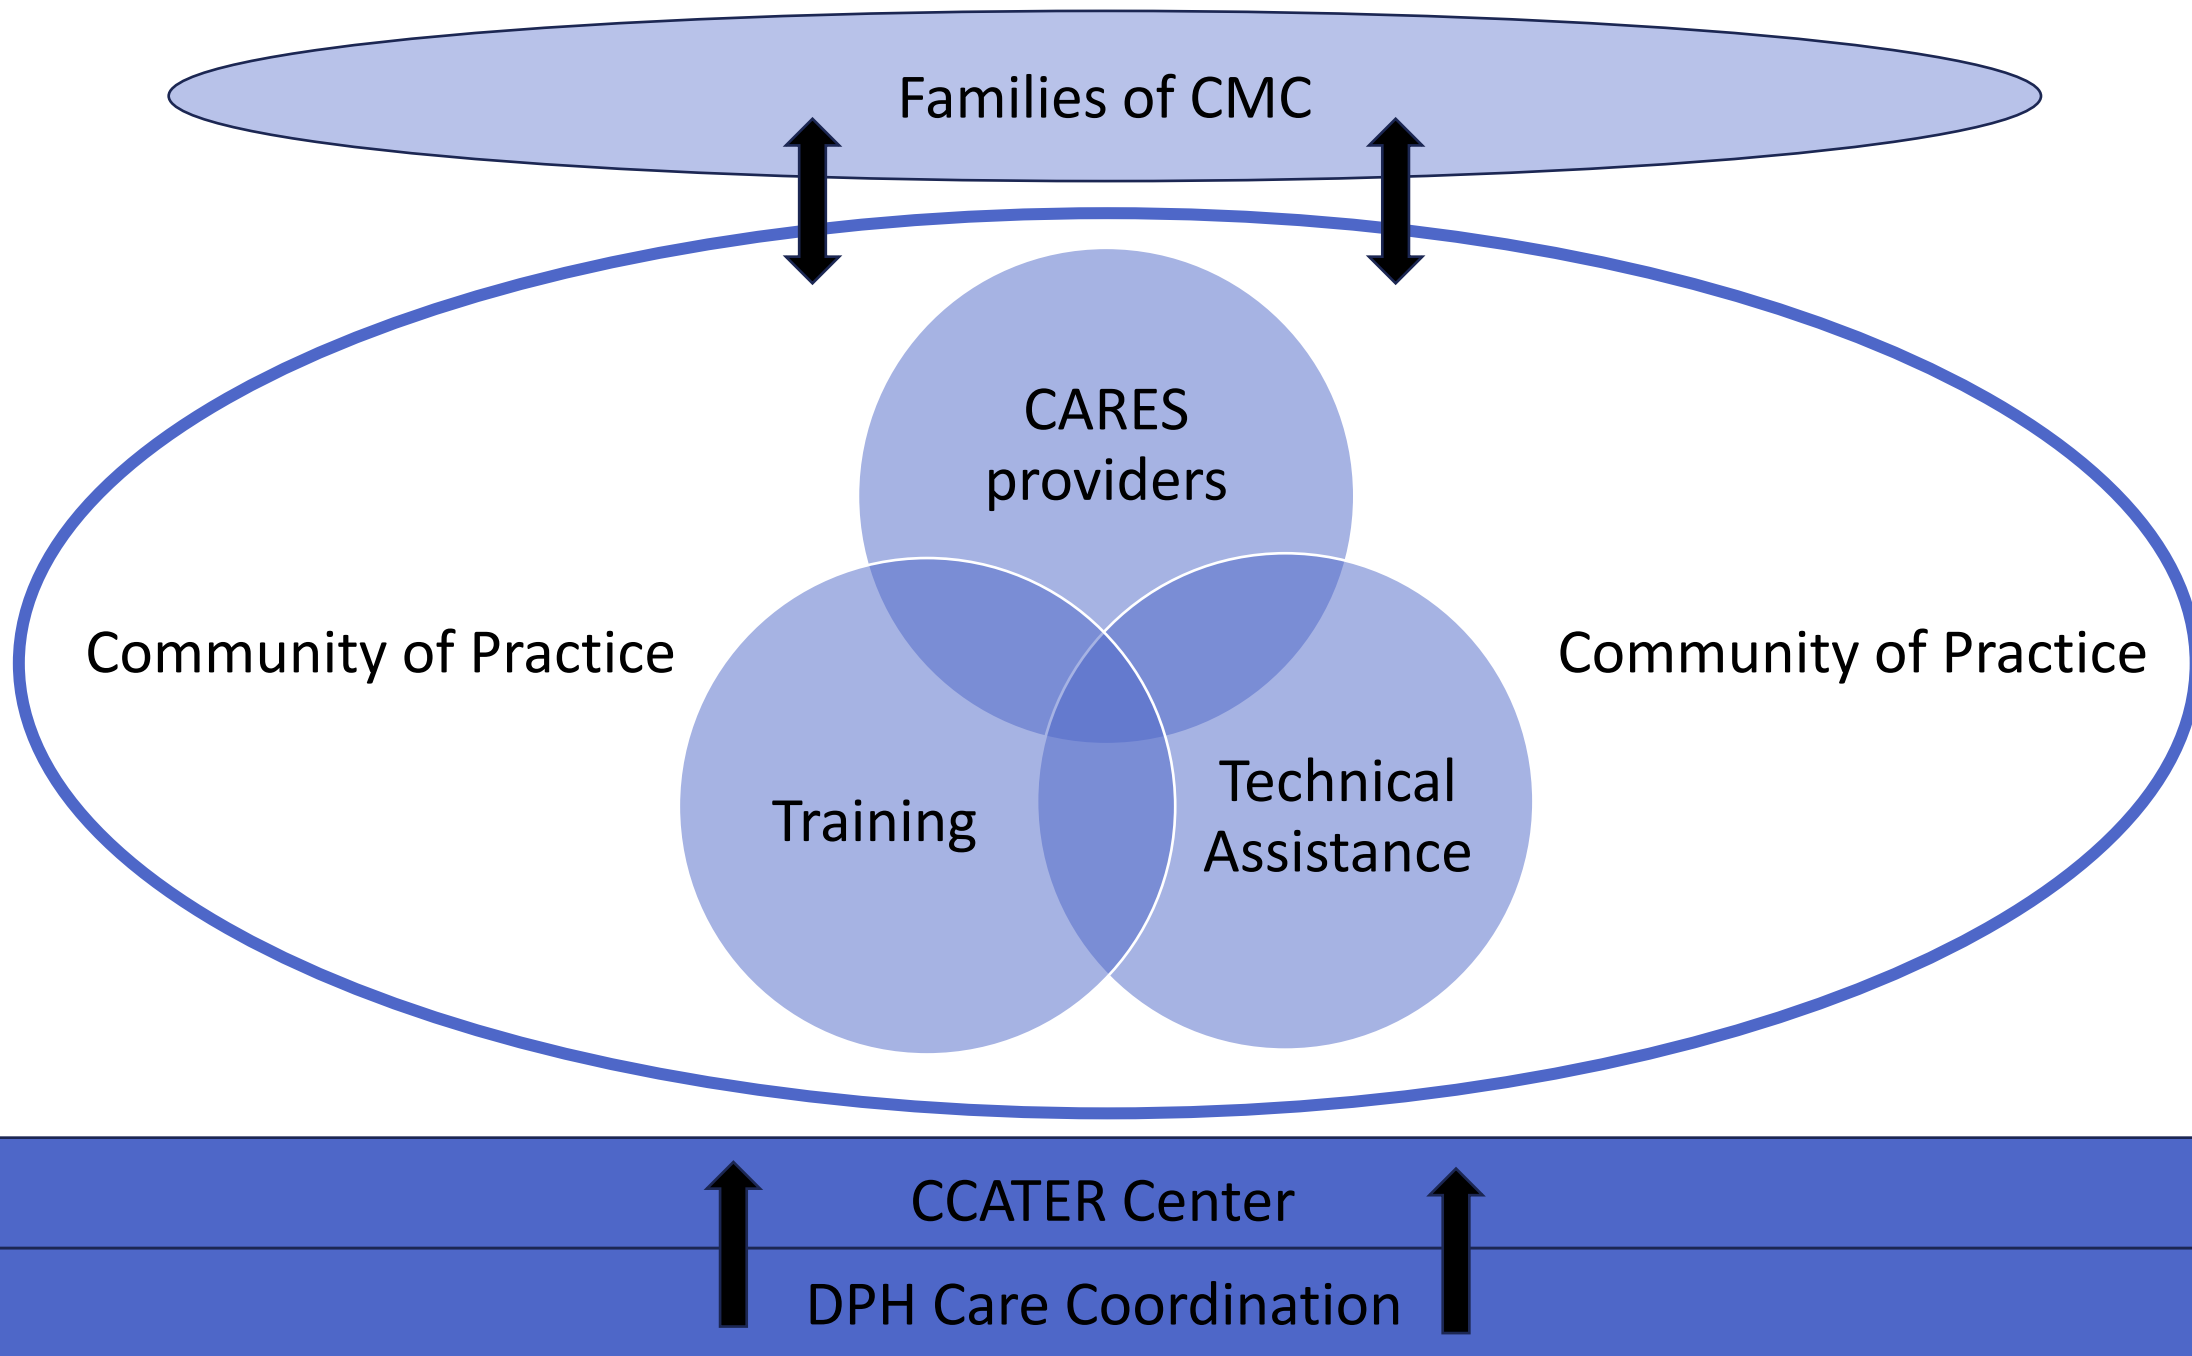 Families of CMC
CARES
providers
Community of Practice
Community of Practice
Training
Technical
Assistance
CCATER Center
DPH Care Coordination